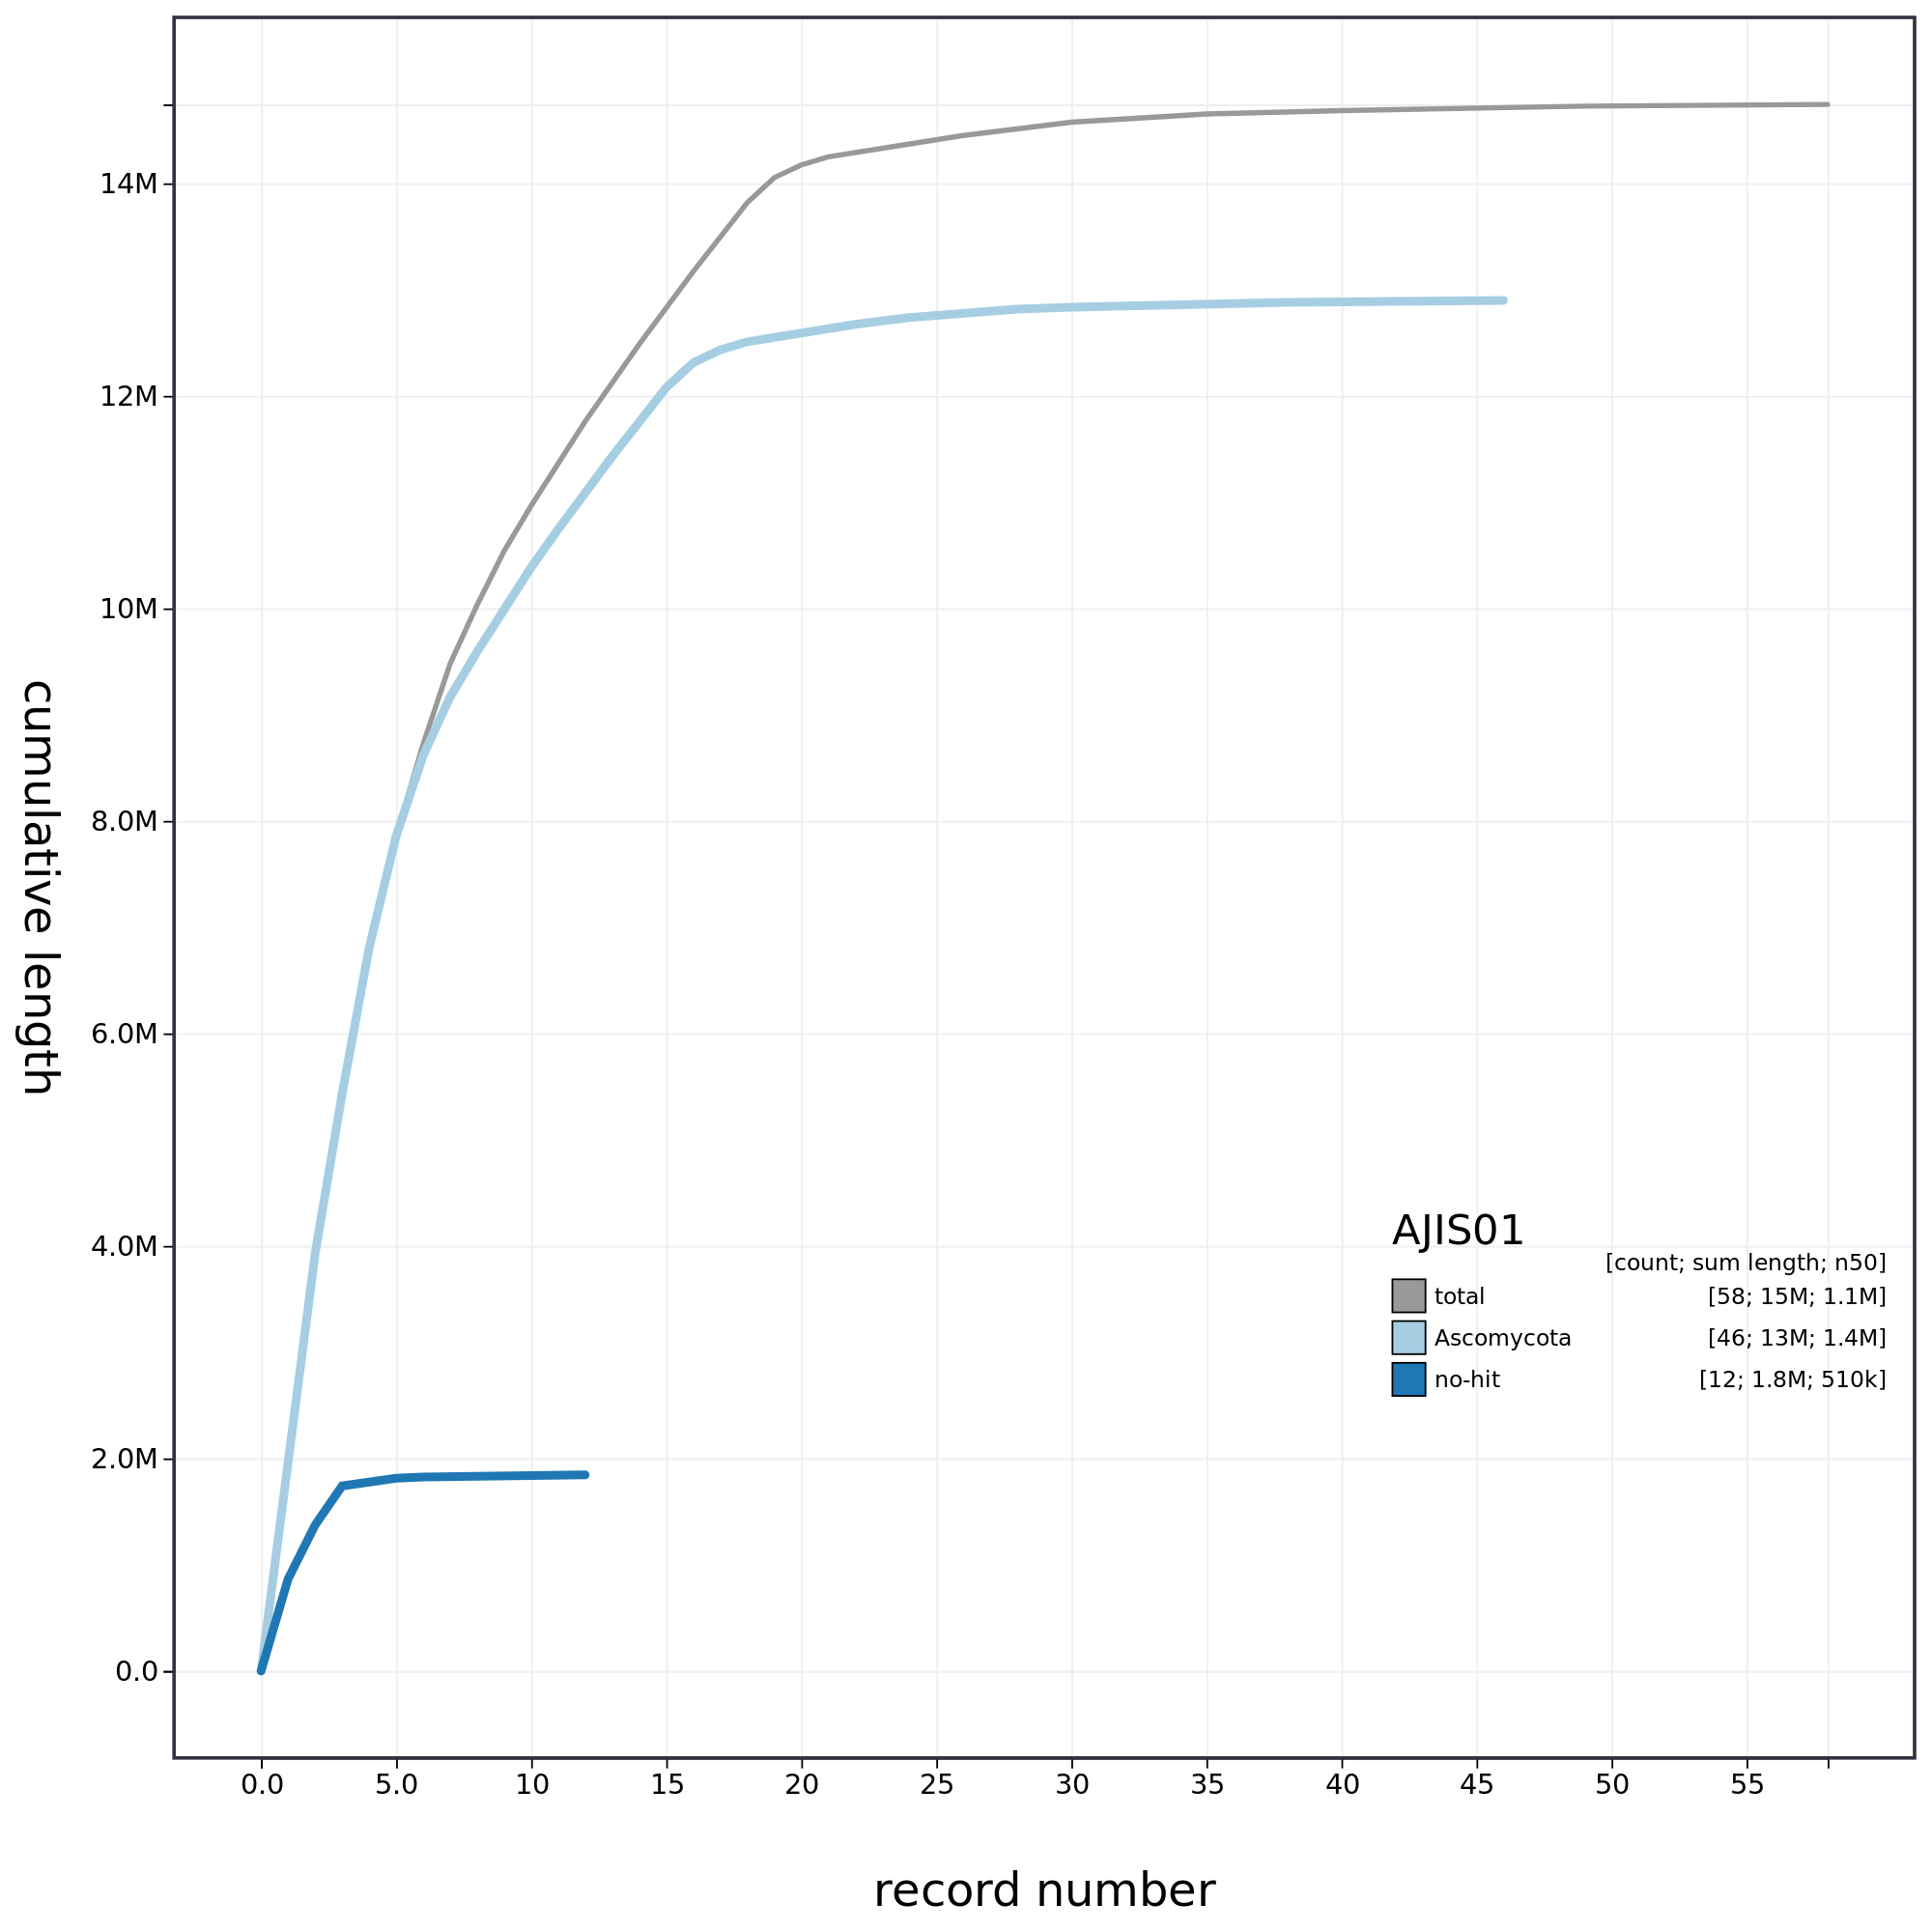 14M
12M
10M
8.0M
6.0M
4.0M
2.0M
0.0
cumulative length
AJIS01
[count; sum length; n50]
total [58; 15M; 1.1M]
Ascomycota [46; 13M; 1.4M]
no-hit [12; 1.8M; 510k]
0.0 5.0 10 15 20 25 30 35 40 45 50 55
record number